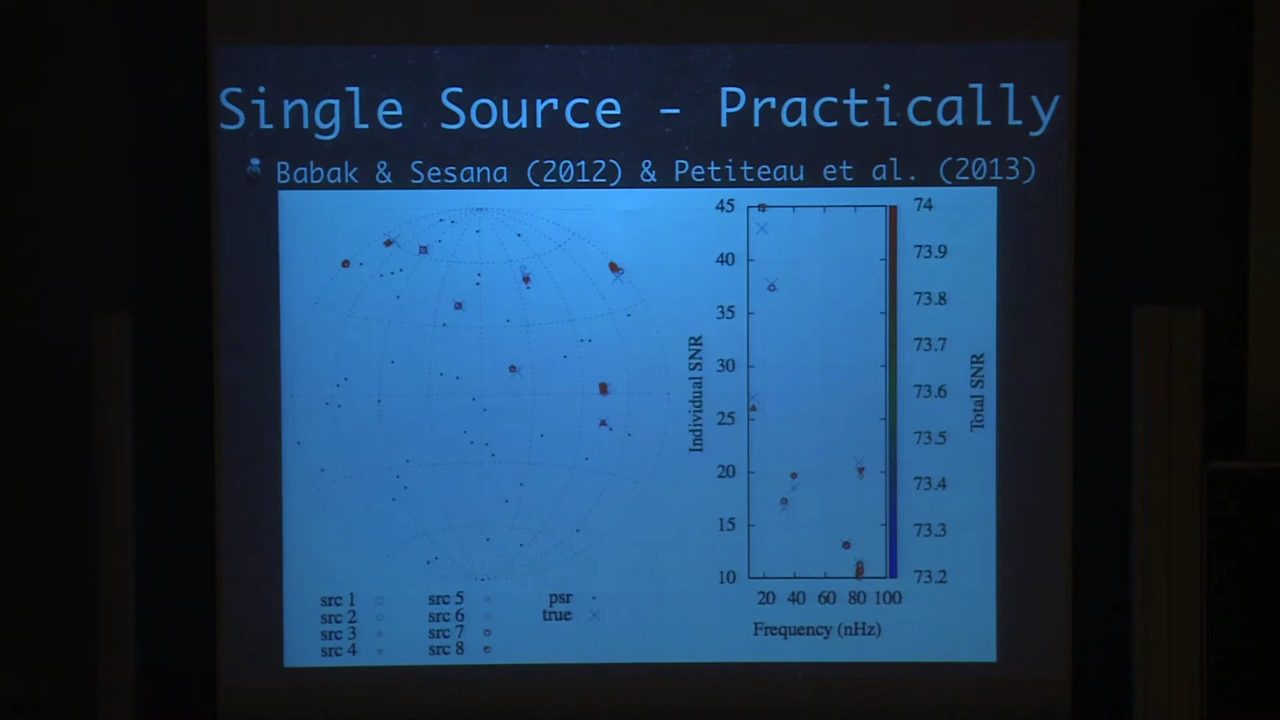 Single Source - Practically
Babak & Sesana (2012) & Petiteau et al. (2013)
45
40
35
30
25
20
15
10
Individual SNR
20 40 60 80 100
Frequency (nHz)
74
73.9
73.8
73.7
73.6
73.5
73.4
73.3
73.2
Total SNR
src 1
src 2
src 3
src 4
src 5
src 6
src 7
src 8
psr
true